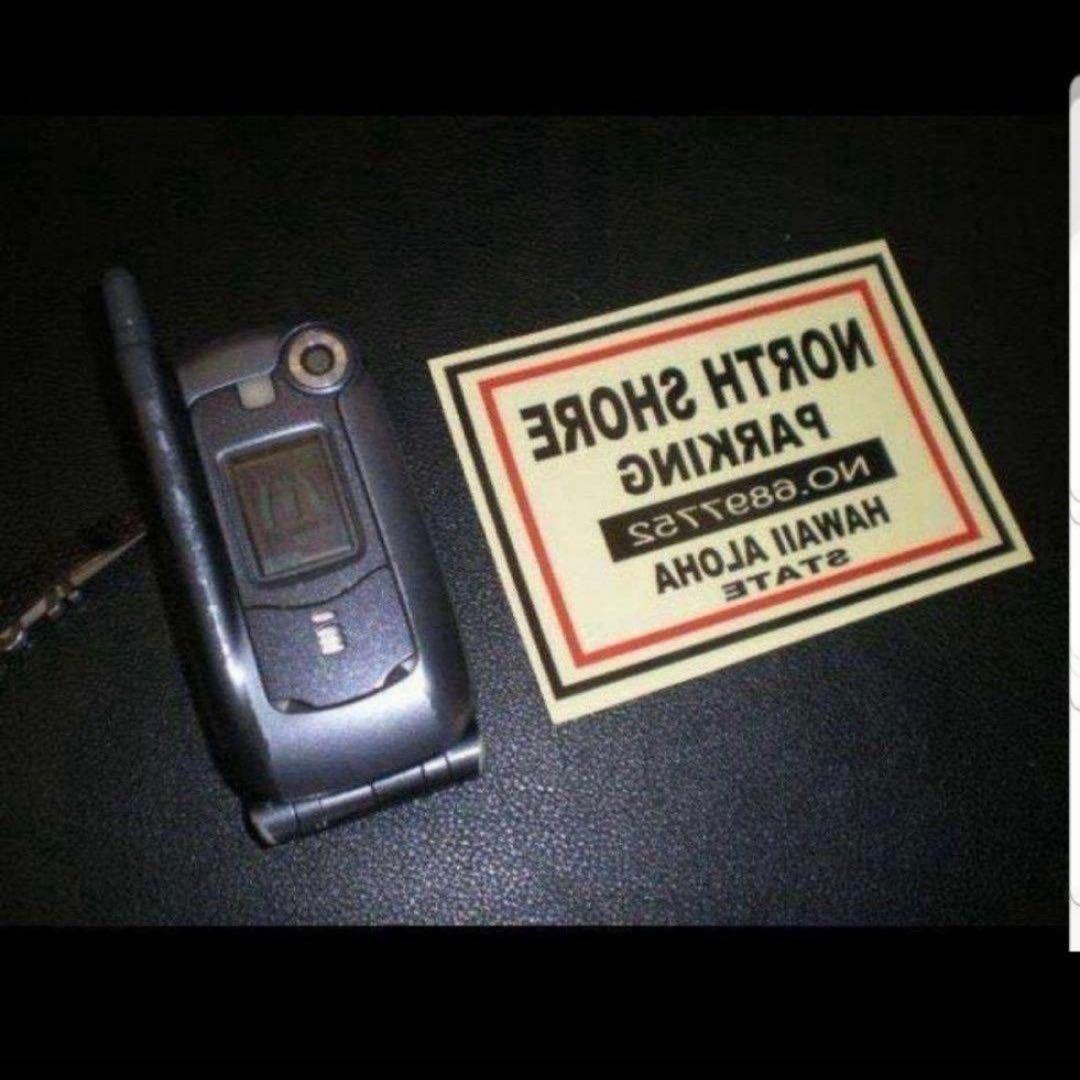 NORTH SHORE
PARKING
NO.6897752
HAWAII ALOHA
STATE